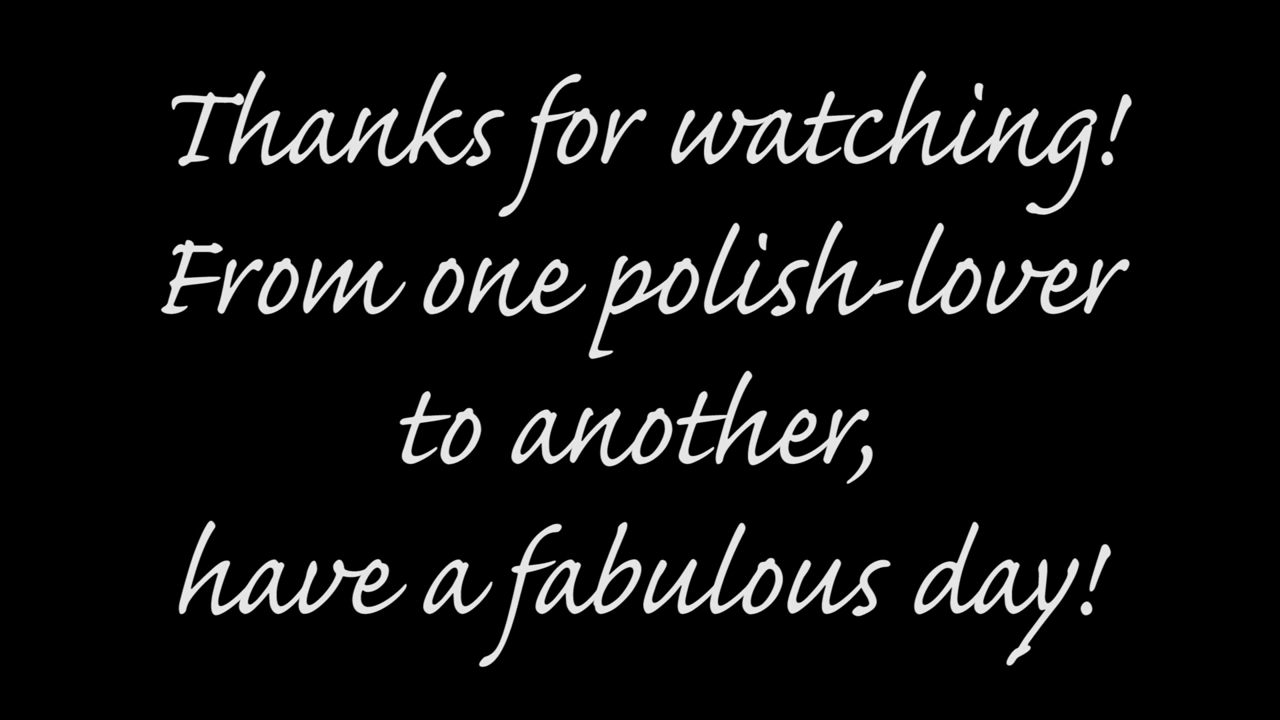 Thanks for watching!
From one polish-lover
to another,
have a fabulous day!